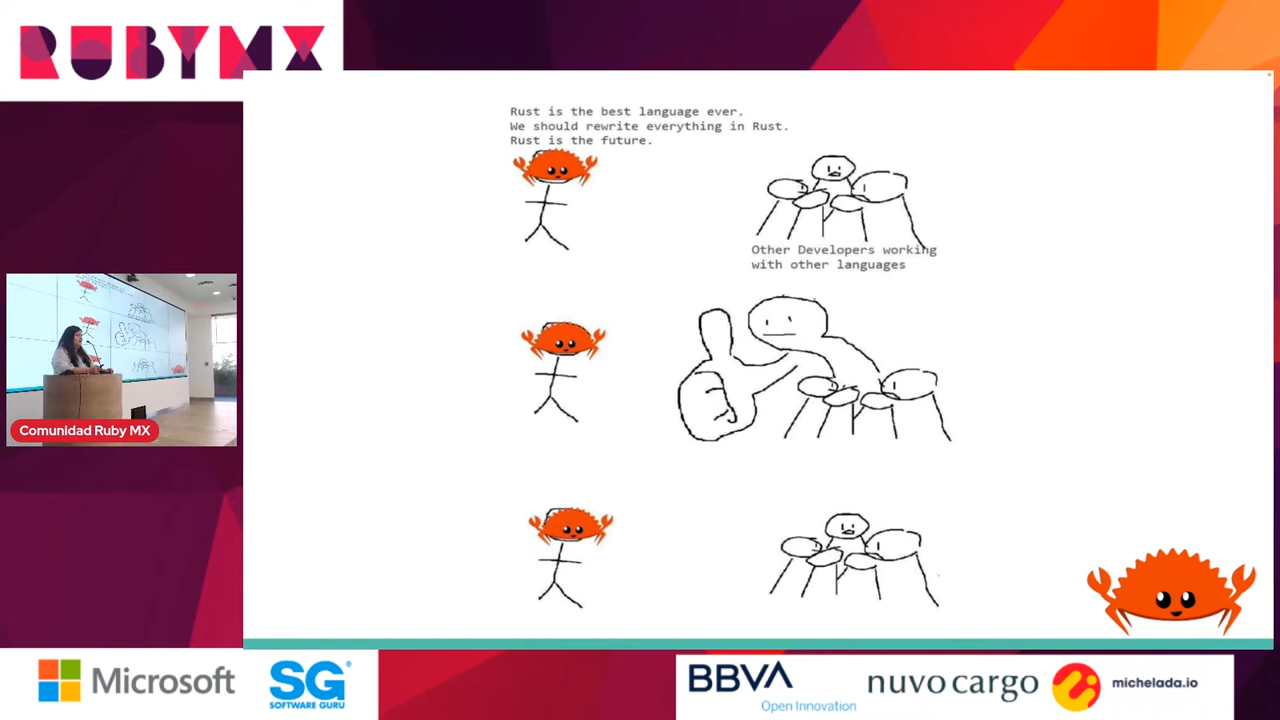 RUBYMX
Rust is the best language ever.
We should rewrite everything in Rust.
Rust is the future.
Other Developers working
with other languages
Comunidad Ruby MX
Microsoft
SG®
SOFTWARE GURU
BBVA
Open Innovation
nuvocargo
michelada.io